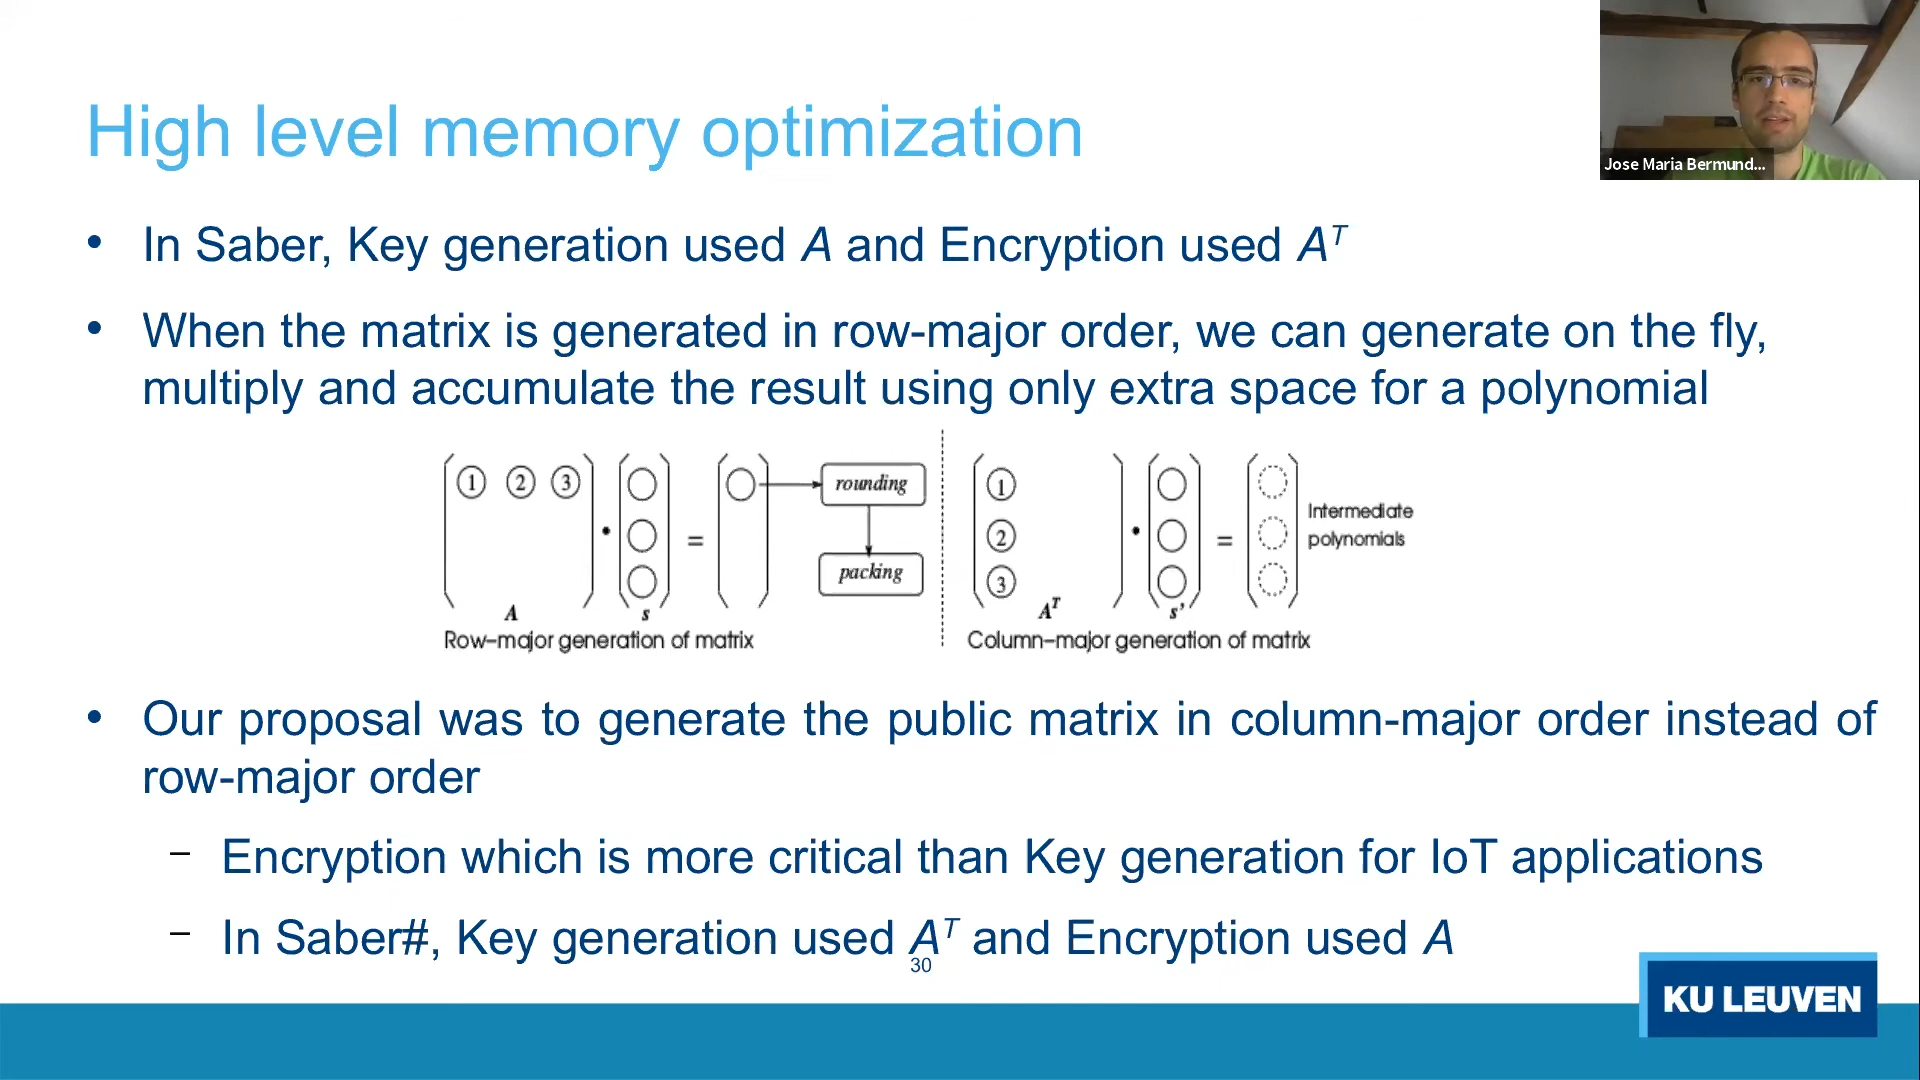 High level memory optimization
Jose Maria Bermund...
• In Saber, Key generation used A and Encryption used Aᵀ
• When the matrix is generated in row-major order, we can generate on the fly,
multiply and accumulate the result using only extra space for a polynomial
1 2 3 • = rounding
packing
A s
Row-major generation of matrix
1
2
3
• = Intermediate
polynomials
Aᵀ s'
Column-major generation of matrix
• Our proposal was to generate the public matrix in column-major order instead of
row-major order
– Encryption which is more critical than Key generation for IoT applications
– In Saber#, Key generation used Aᵀ and Encryption used A
30
KU LEUVEN